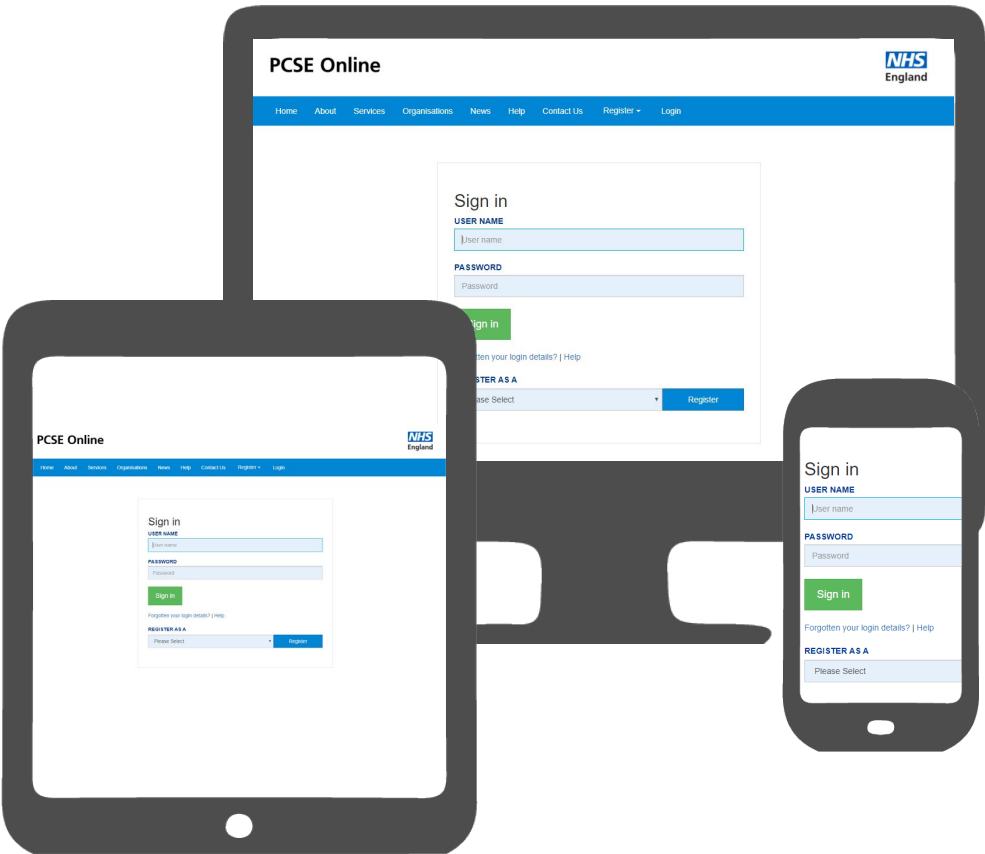 PCSE Online
NHS
England
Home About Services Organisations News Help Contact Us Register Login
Sign in
USER NAME
User name
PASSWORD
Password
ign in
ten your login details? | Help
STER AS A
ase Select Register
PCSE Online
NHS
England
Home About Services Organisations News Help Contact Us Register Login
Sign in
USER NAME
User name
PASSWORD
Password
Sign in
Forgotten your login details? | Help
REGISTER AS A
Please Select Register
Sign in
USER NAME
User name
PASSWORD
Password
Sign in
Forgotten your login details? | Help
REGISTER AS A
Please Select